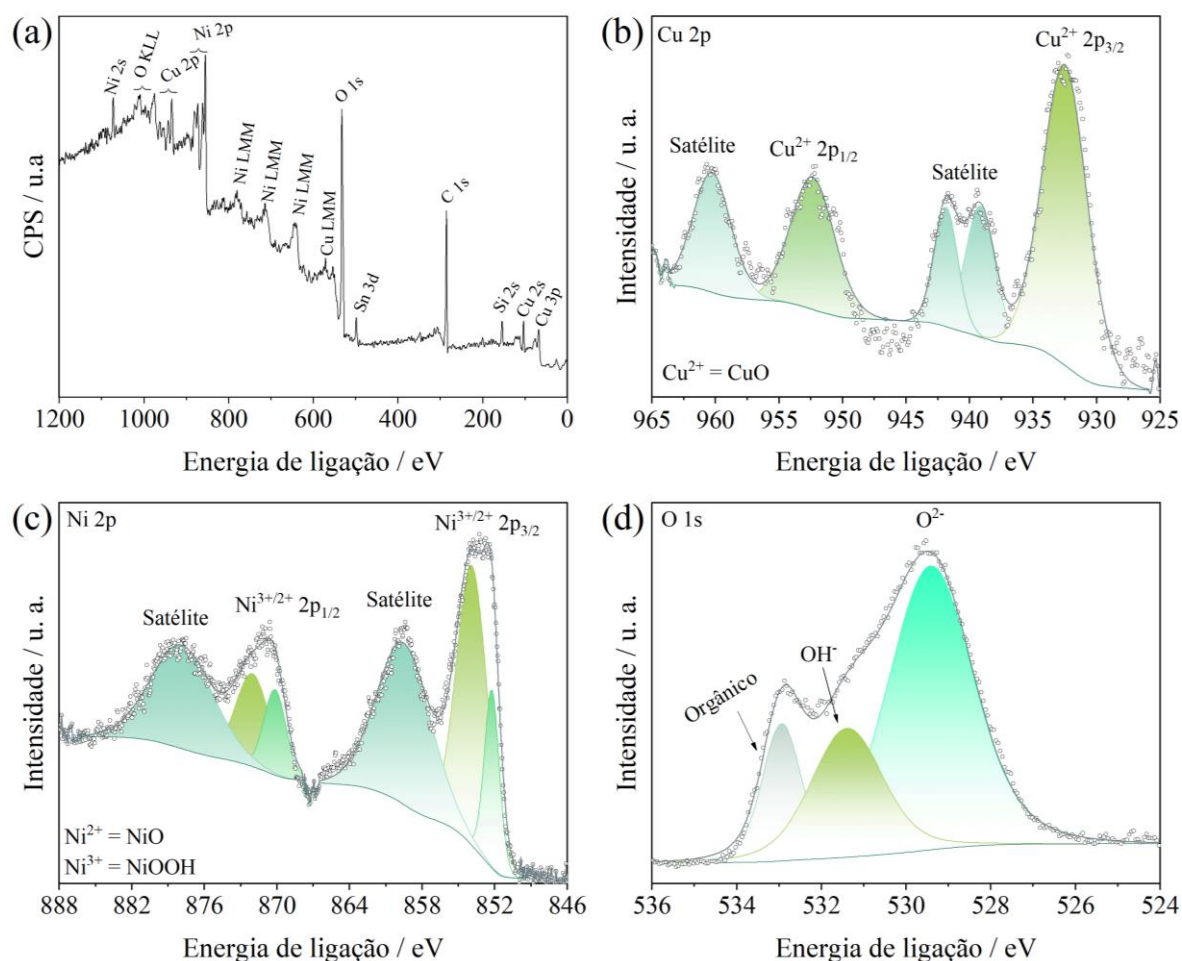 (a)
Ni 2s
O KLL
Cu 2p
Ni 2p
Ni LMM
Ni LMM
Ni LMM
Cu LMM
O 1s
Sn 3d
C 1s
Si 2s
Cu 2s
Cu 3p
CPS / u.a
1200 1000 800 600 400 200 0
Energia de ligação / eV
(b)
Cu 2p
Cu²⁺ 2p₃/₂
Satélite
Cu²⁺ 2p₁/₂
Satélite
Cu²⁺ = CuO
Intensidade / u. a.
965 960 955 950 945 940 935 930 925
Energia de ligação / eV
(c)
Ni 2p
Ni³⁺/²⁺ 2p₃/₂
Satélite
Ni³⁺/²⁺ 2p₁/₂
Satélite
Ni²⁺ = NiO
Ni³⁺ = NiOOH
Intensidade / u. a.
888 882 876 870 864 858 852 846
Energia de ligação / eV
(d)
O 1s
O²⁻
OH⁻
Orgânico
Intensidade / u. a.
536 534 532 530 528 526 524
Energia de ligação / eV